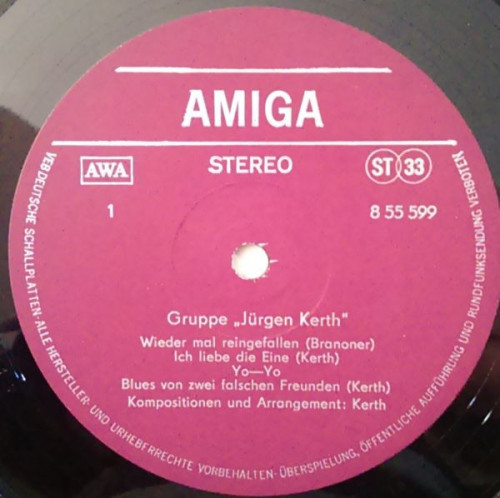 AMIGA
AWA
STEREO
ST 33
1
8 55 599
Gruppe „Jürgen Kerth"
Wieder mal reingefallen (Branoner)
Ich liebe die Eine (Kerth)
Yo—Yo
Blues von zwei falschen Freunden (Kerth)
Kompositionen und Arrangement: Kerth
VEB DEUTSCHE SCHALLPLATTEN · ALLE HERSTELLER- UND URHEBERRECHTE VORBEHALTEN · ÜBERSPIELUNG, ÖFFENTLICHE AUFFÜHRUNG UND RUNDFUNKSENDUNG VERBOTEN